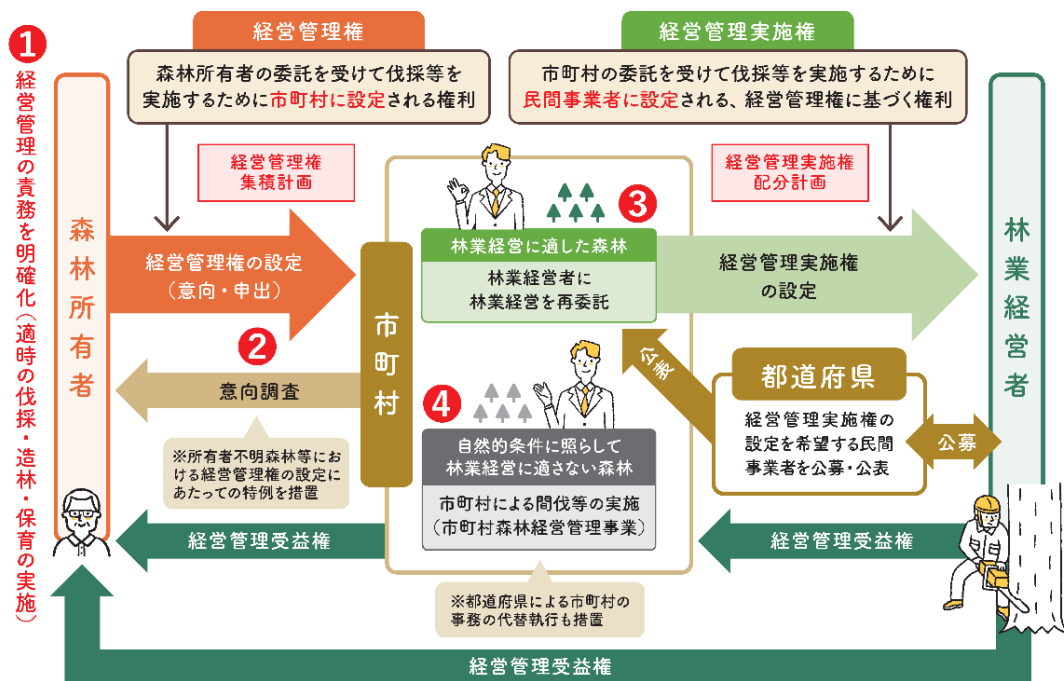 ❶
経営管理の責務を明確化（適時の伐採・造林・保育の実施）
森林所有者
経営管理権
森林所有者の委託を受けて伐採等を
実施するために市町村に設定される権利
経営管理実施権
市町村の委託を受けて伐採等を実施するために
民間事業者に設定される、経営管理権に基づく権利
経営管理権
集積計画
経営管理実施権
配分計画
経営管理権の設定
（意向・申出）
❷
意向調査
※所有者不明森林等にお
ける経営管理権の設定に
あたっての特例を措置
市町村
❸
林業経営に適した森林
林業経営者に
林業経営を再委託
経営管理実施権
の設定
林業経営者
❹
自然的条件に照らして
林業経営に適さない森林
市町村による間伐等の実施
（市町村森林経営管理事業）
公表
都道府県
経営管理実施権の
設定を希望する民間
事業者を公募・公表
公募
経営管理受益権
経営管理受益権
※都道府県による市町村の
事務の代替執行も措置
経営管理受益権